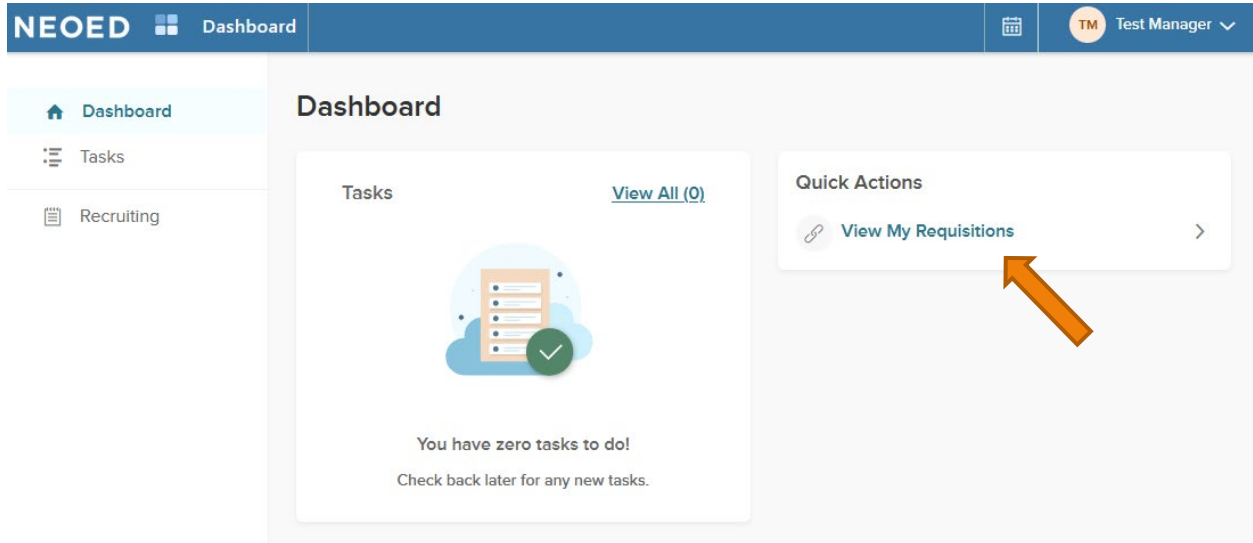 NEOED Dashboard
TM Test Manager
Dashboard
Tasks
Recruiting
Dashboard
Tasks View All (0)
You have zero tasks to do!
Check back later for any new tasks.
Quick Actions
View My Requisitions